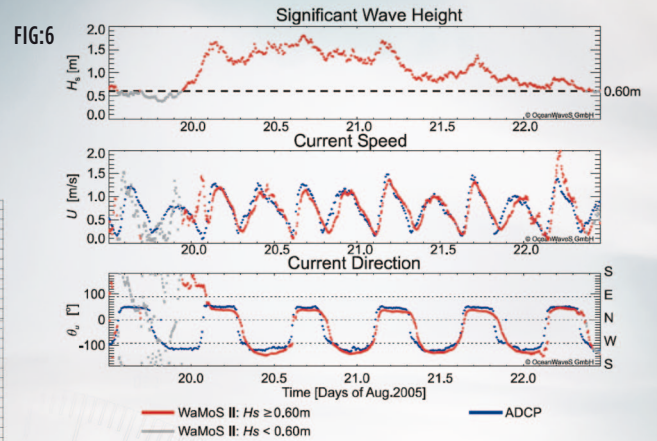 FIG:6
Significant Wave Height
2.0
1.5
1.0
0.5
0.0
Hs [m]
0.60m
© OceanWaveS GmbH
20.0 20.5 21.0 21.5 22.0
Current Speed
2.0
1.5
1.0
0.5
0.0
U [m/s]
© OceanWaveS GmbH
20.0 20.5 21.0 21.5 22.0
Current Direction
100
0
-100
θu [°]
S
E
N
W
S
© OceanWaveS GmbH
20.0 20.5 21.0 21.5 22.0
Time [Days of Aug.2005]
WaMoS II: Hs ≥0.60m
ADCP
WaMoS II: Hs < 0.60m